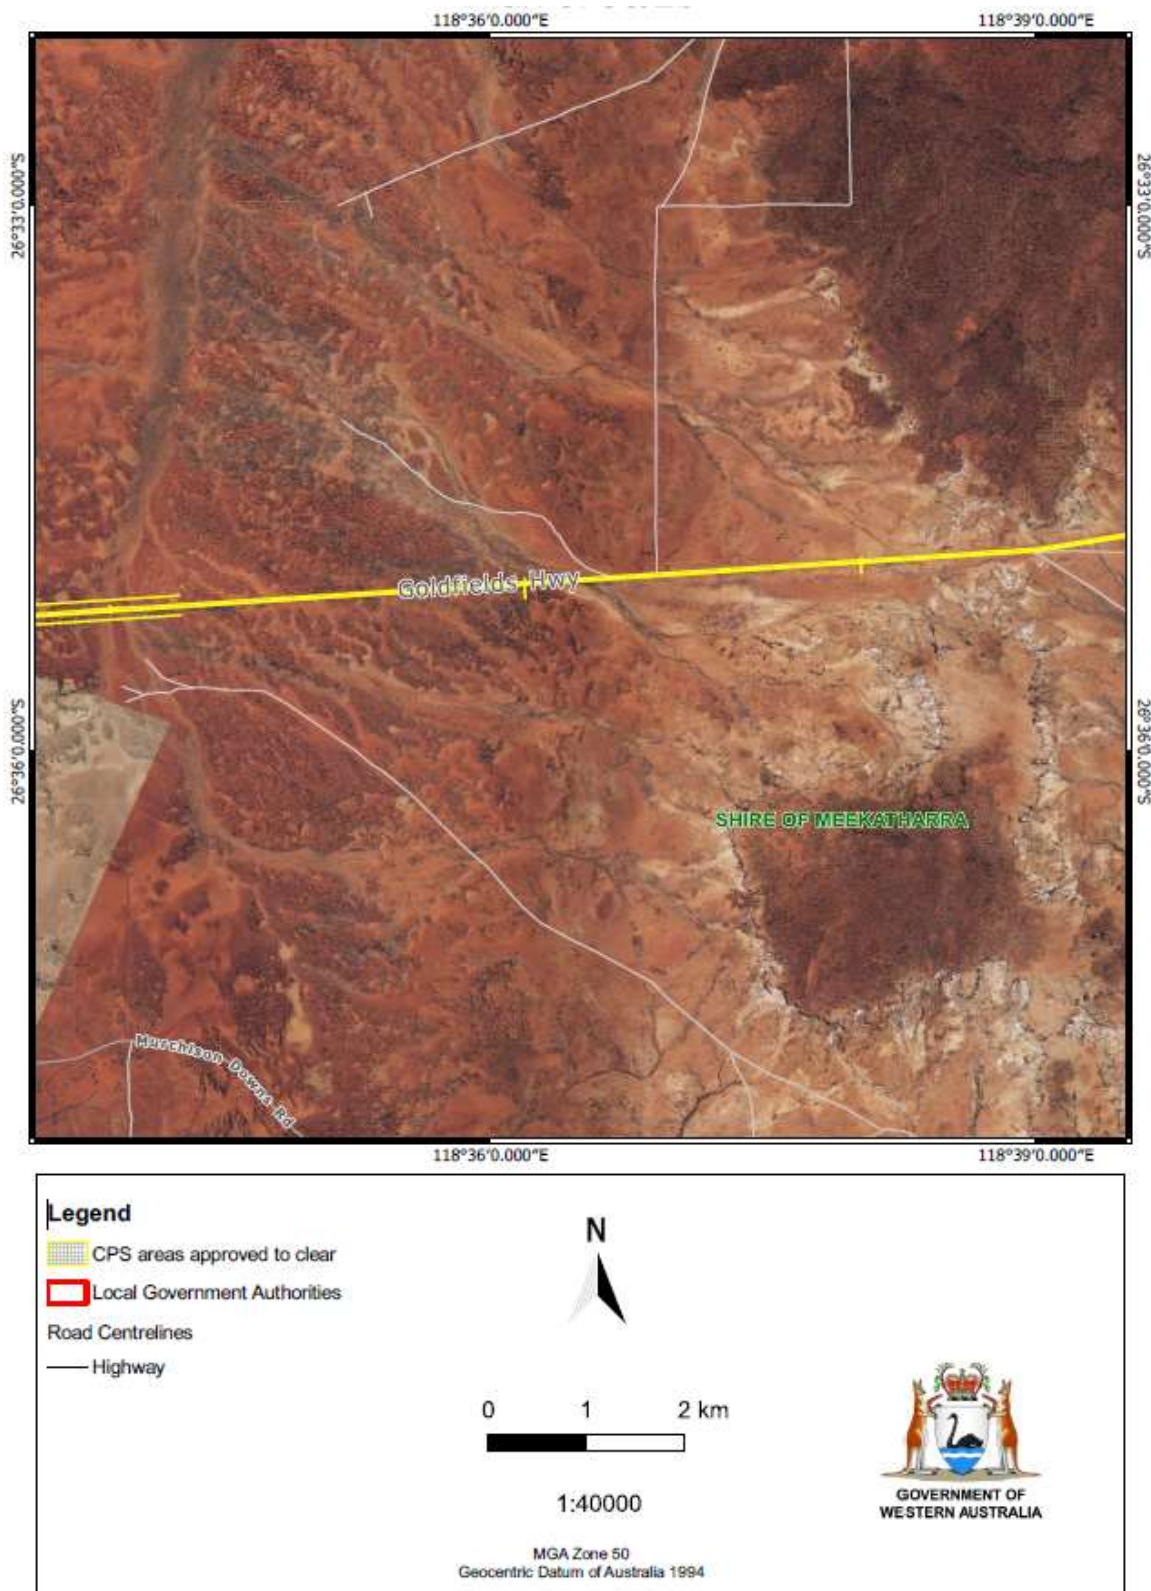 118°36'0.000"E
118°39'0.000"E
26°33'0.000"S
26°33'0.000"S
Goldfields Hwy
26°36'0.000"S
26°36'0.000"S
SHIRE OF MEEKATHARRA
Murchison Downs Rd
118°36'0.000"E
118°39'0.000"E
Legend
CPS areas approved to clear
Local Government Authorities
Road Centrelines
Highway
N
0 1 2 km
1:40000
MGA Zone 50
Geocentric Datum of Australia 1994
GOVERNMENT OF
WESTERN AUSTRALIA